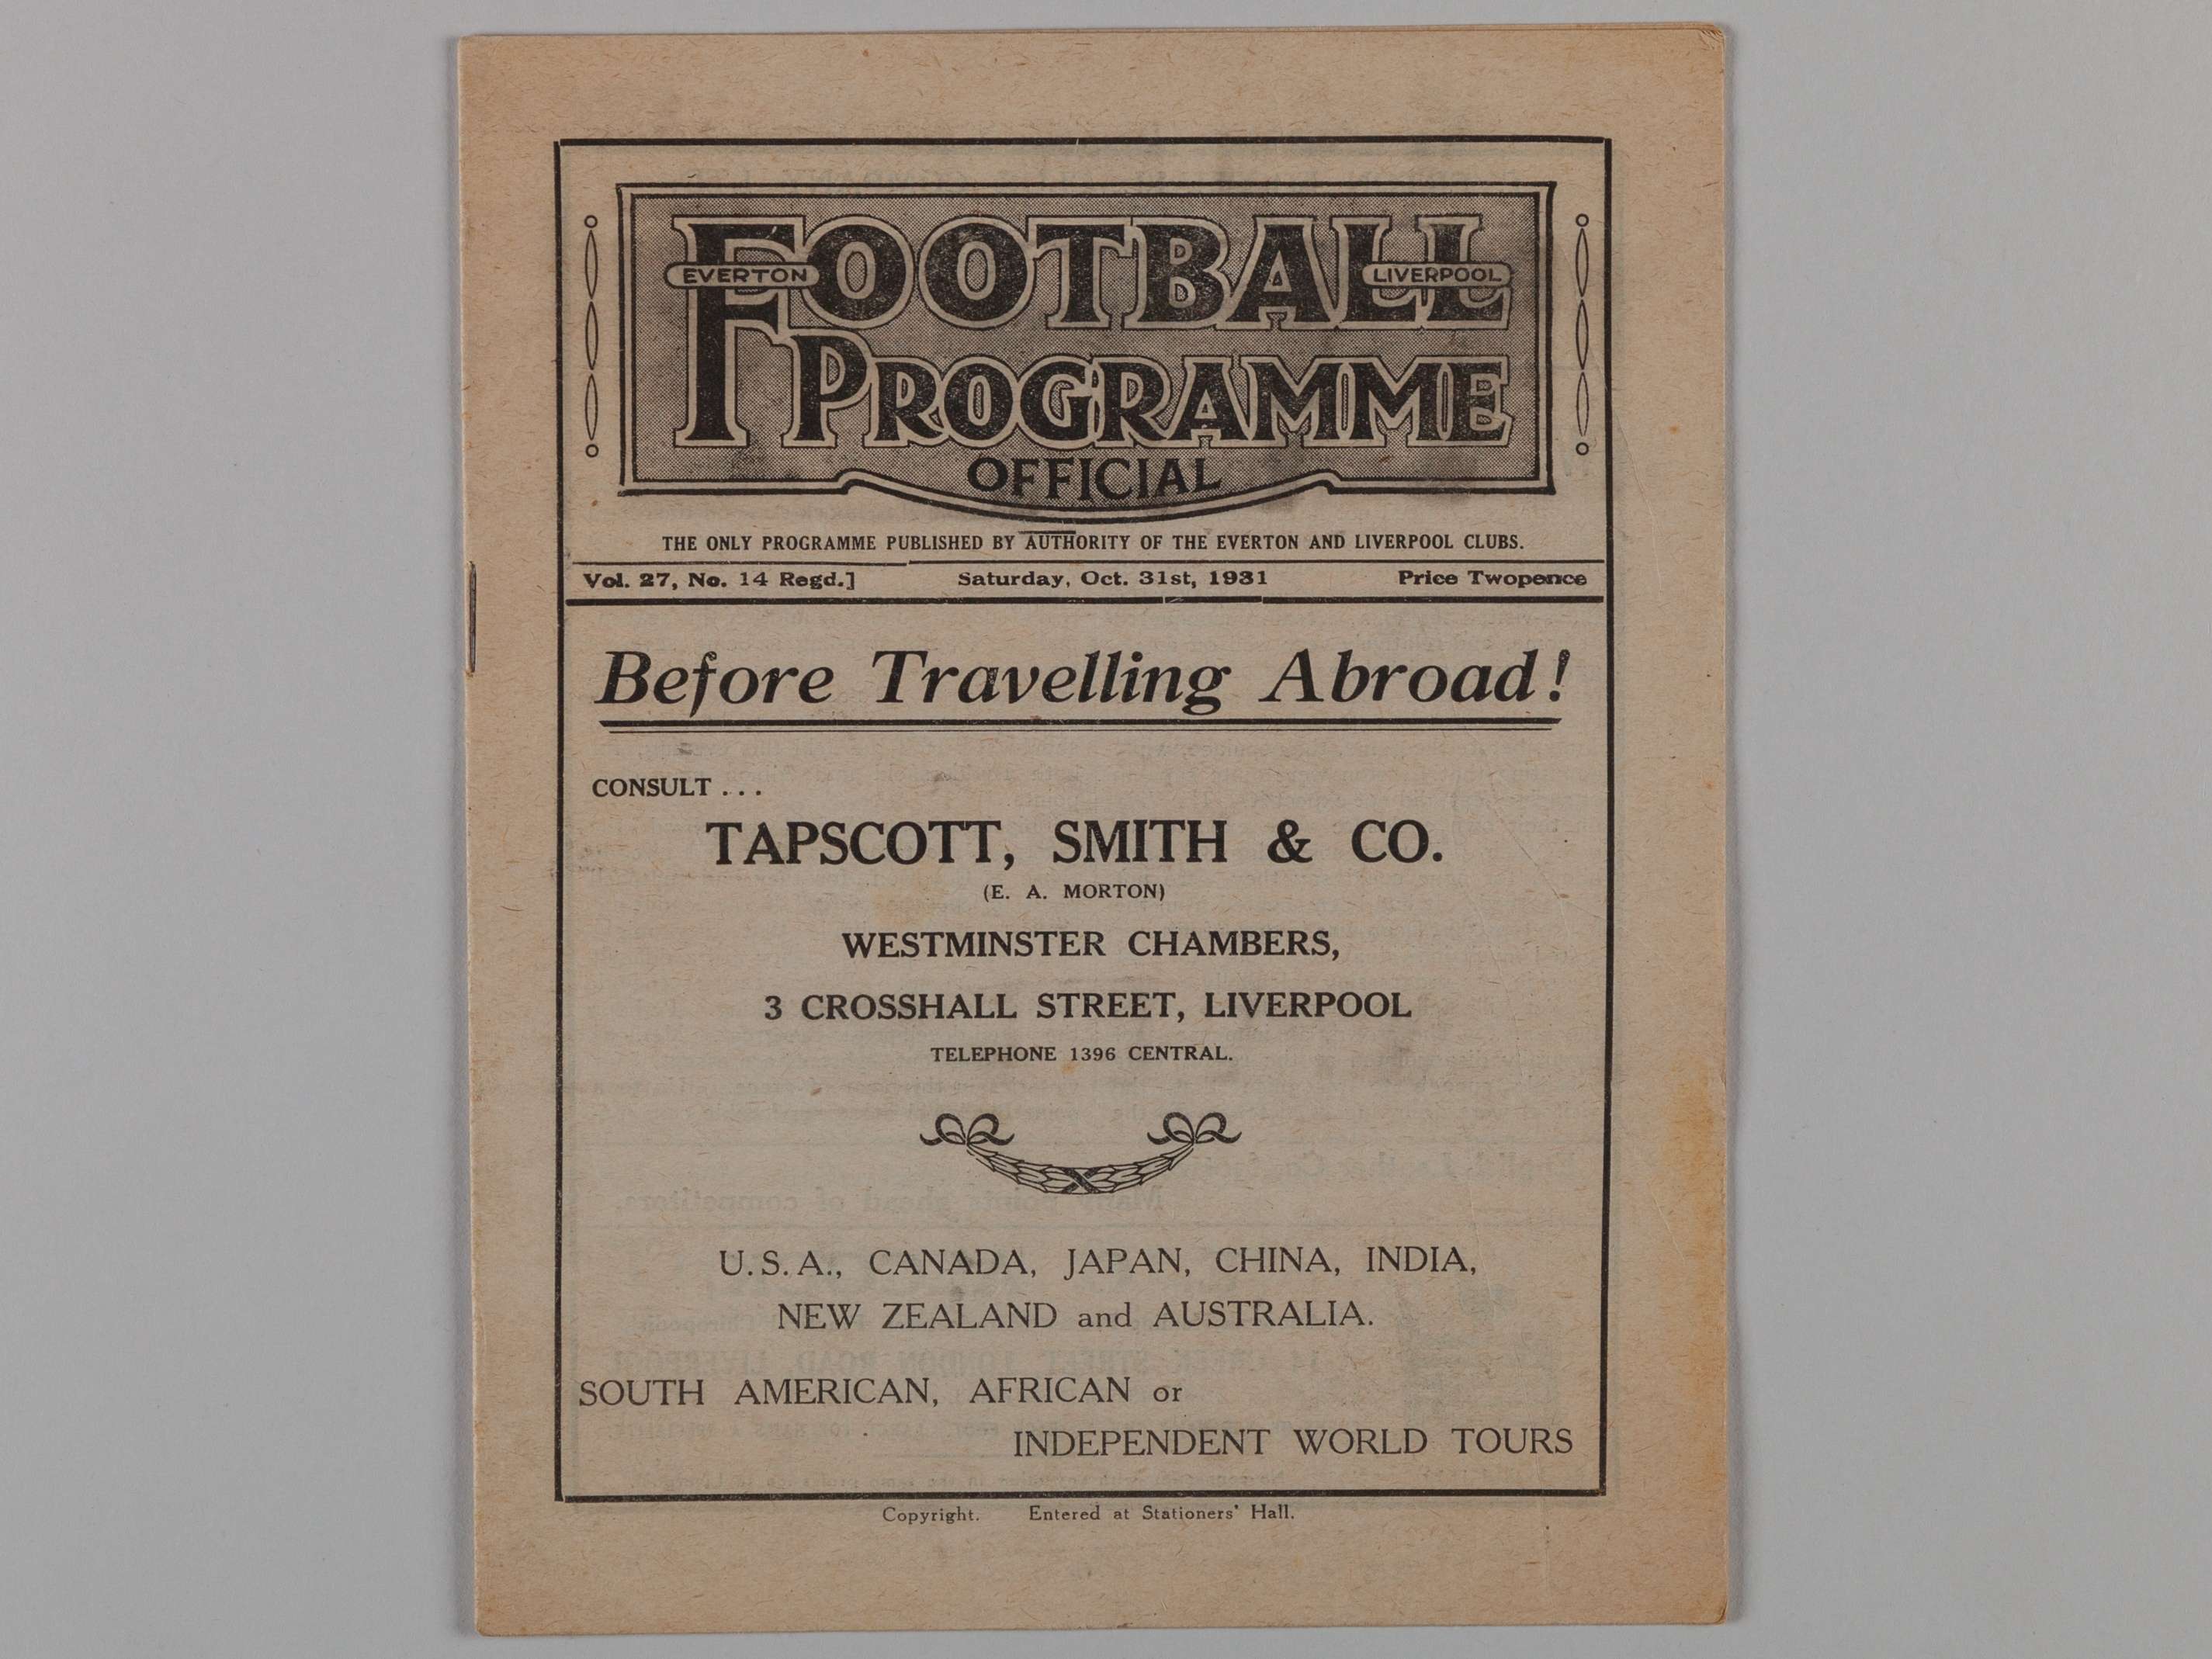 FOOTBALL
EVERTON
LIVERPOOL
PROGRAMME
OFFICIAL
THE ONLY PROGRAMME PUBLISHED BY AUTHORITY OF THE EVERTON AND LIVERPOOL CLUBS.
Vol. 27, No. 14 Regd.] Saturday, Oct. 31st, 1931 Price Twopence
Before Travelling Abroad!
CONSULT ...
TAPSCOTT, SMITH & CO.
(E. A. MORTON)
WESTMINSTER CHAMBERS,
3 CROSSHALL STREET, LIVERPOOL
TELEPHONE 1396 CENTRAL.
U.S.A., CANADA, JAPAN, CHINA, INDIA,
NEW ZEALAND and AUSTRALIA.
SOUTH AMERICAN, AFRICAN or
INDEPENDENT WORLD TOURS
Copyright. Entered at Stationers' Hall.